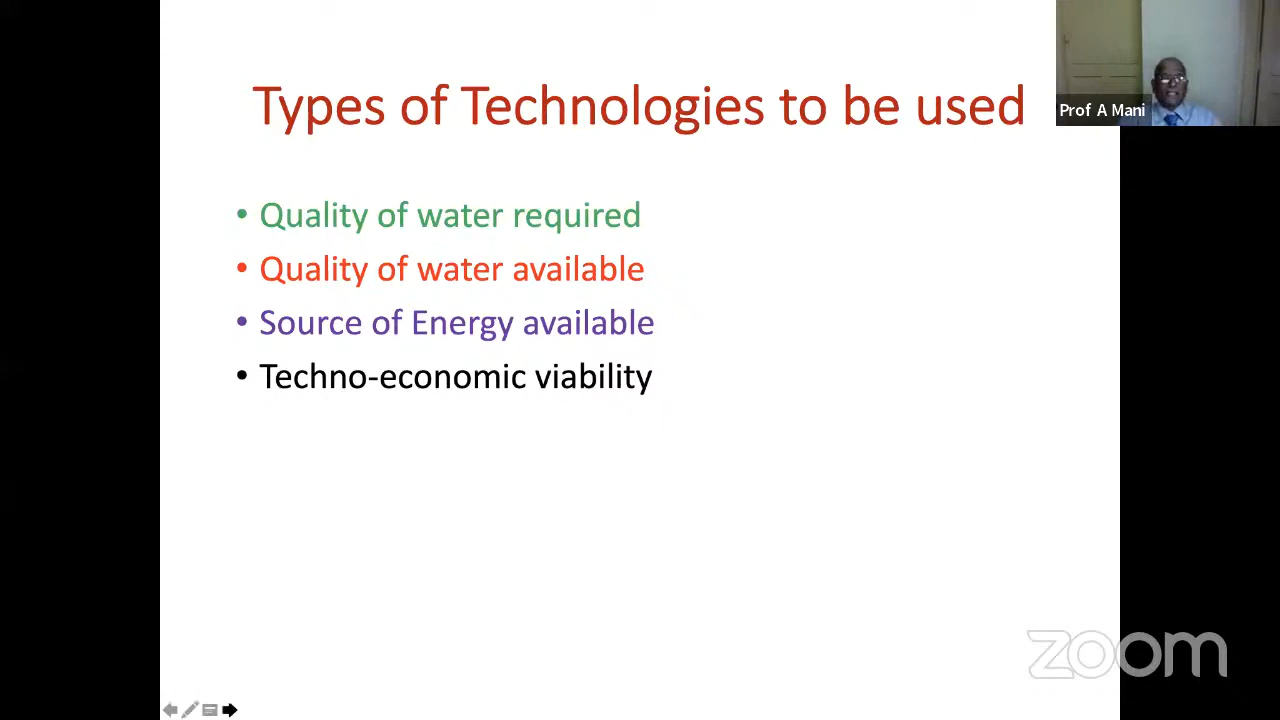 Types of Technologies to be used
Prof A Mani
• Quality of water required
• Quality of water available
• Source of Energy available
• Techno-economic viability
zoom